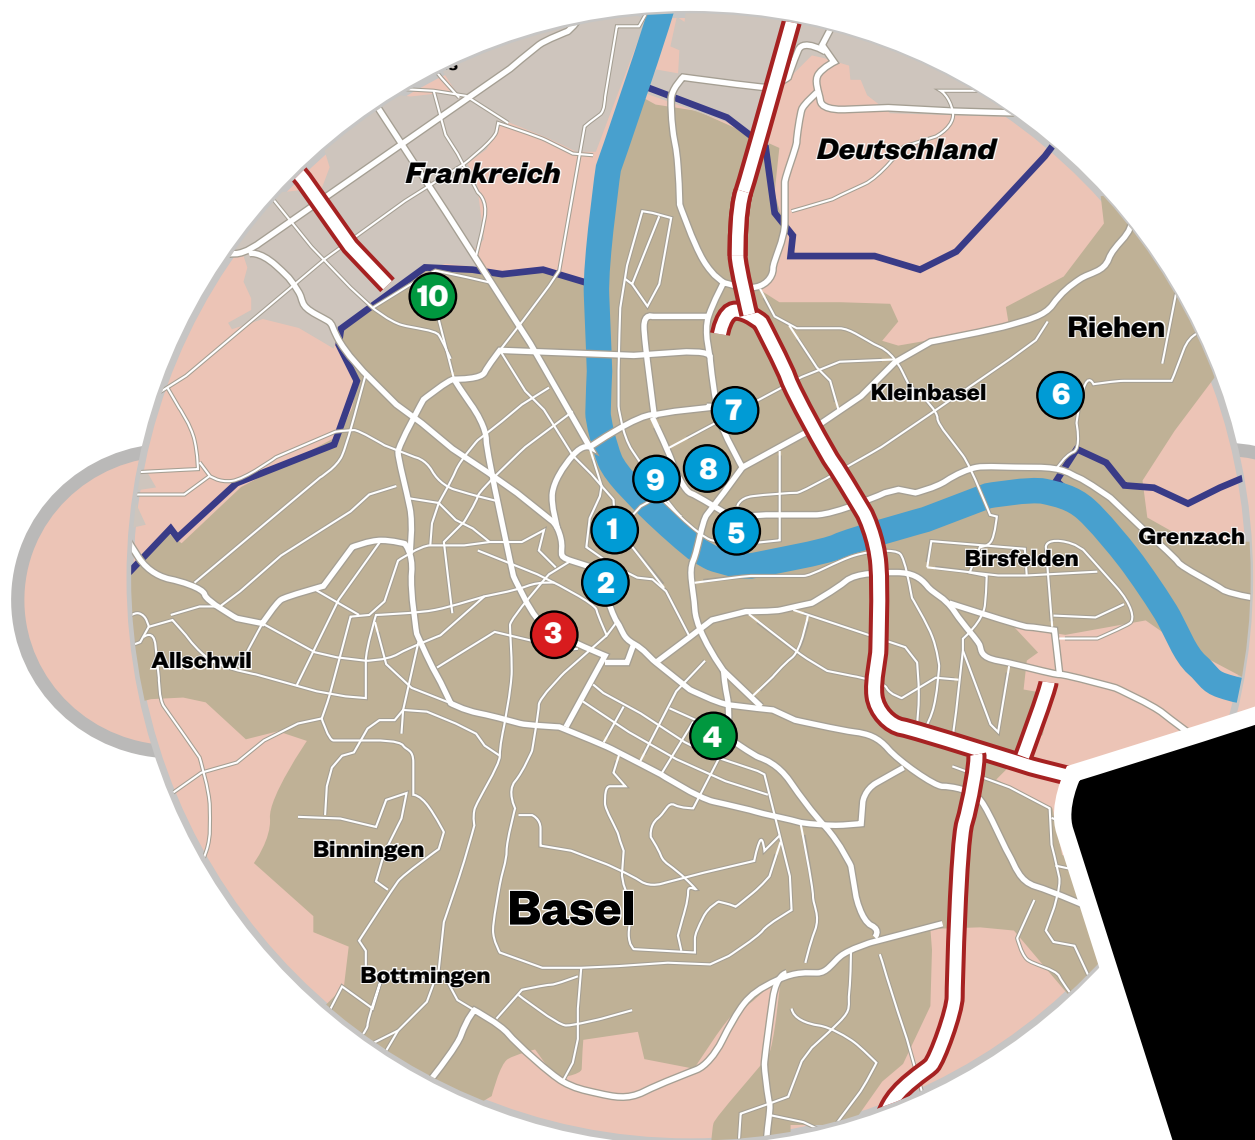 Deutschland
Frankreich
10
Riehen
Kleinbasel
6
7
8
9
1
5
Grenzach
Birsfelden
2
3
Allschwil
4
Binningen
Basel
Bottmingen